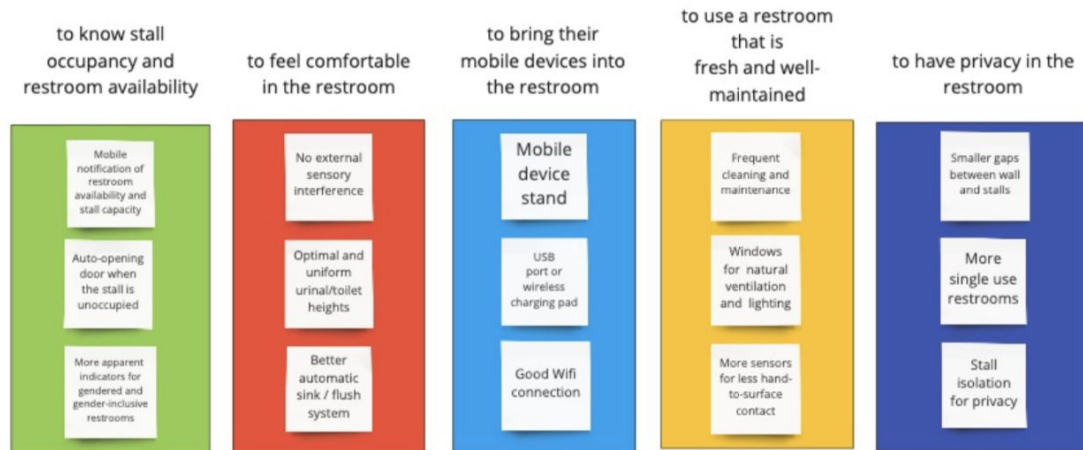 to know stall
occupancy and
restroom availability
to feel comfortable
in the restroom
to bring their
mobile devices into
the restroom
to use a restroom
that is
fresh and well-
maintained
to have privacy in the
restroom
Mobile
notification of
restroom
availability and
stall capacity
Auto-opening
door when
the stall is
unoccupied
More apparent
indicators for
gendered and
gender-inclusive
restrooms
No external
sensory
interference
Optimal and
uniform
urinal/toilet
heights
Better
automatic
sink / flush
system
Mobile
device
stand
USB
port or
wireless
charging pad
Good Wifi
connection
Frequent
cleaning and
maintenance
Windows
for natural
ventilation
and lighting
More sensors
for less hand-
to-surface
contact
Smaller gaps
between wall
and stalls
More
single use
restrooms
Stall
isolation
for privacy